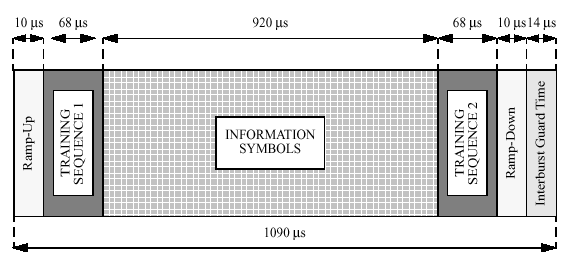 10 µs 68 µs 920 µs 68 µs 10 µs 14 µs
Ramp-Up
TRAINING
SEQUENCE 1
INFORMATION
SYMBOLS
TRAINING
SEQUENCE 2
Ramp-Down
Interburst Guard Time
1090 µs